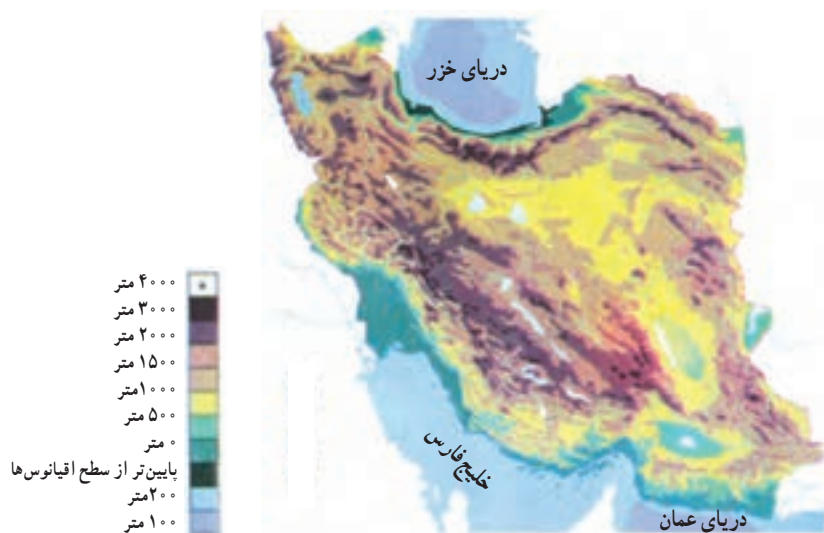 دریای خزر
۴۰۰۰ متر
۳۰۰۰ متر
۲۰۰۰ متر
۱۵۰۰ متر
۱۰۰۰متر
۵۰۰ متر
۰ متر
پایین‌تر از سطح اقیانوس‌ها
۲۰۰متر
۱۰۰ متر
خلیج فارس
دریای عمان